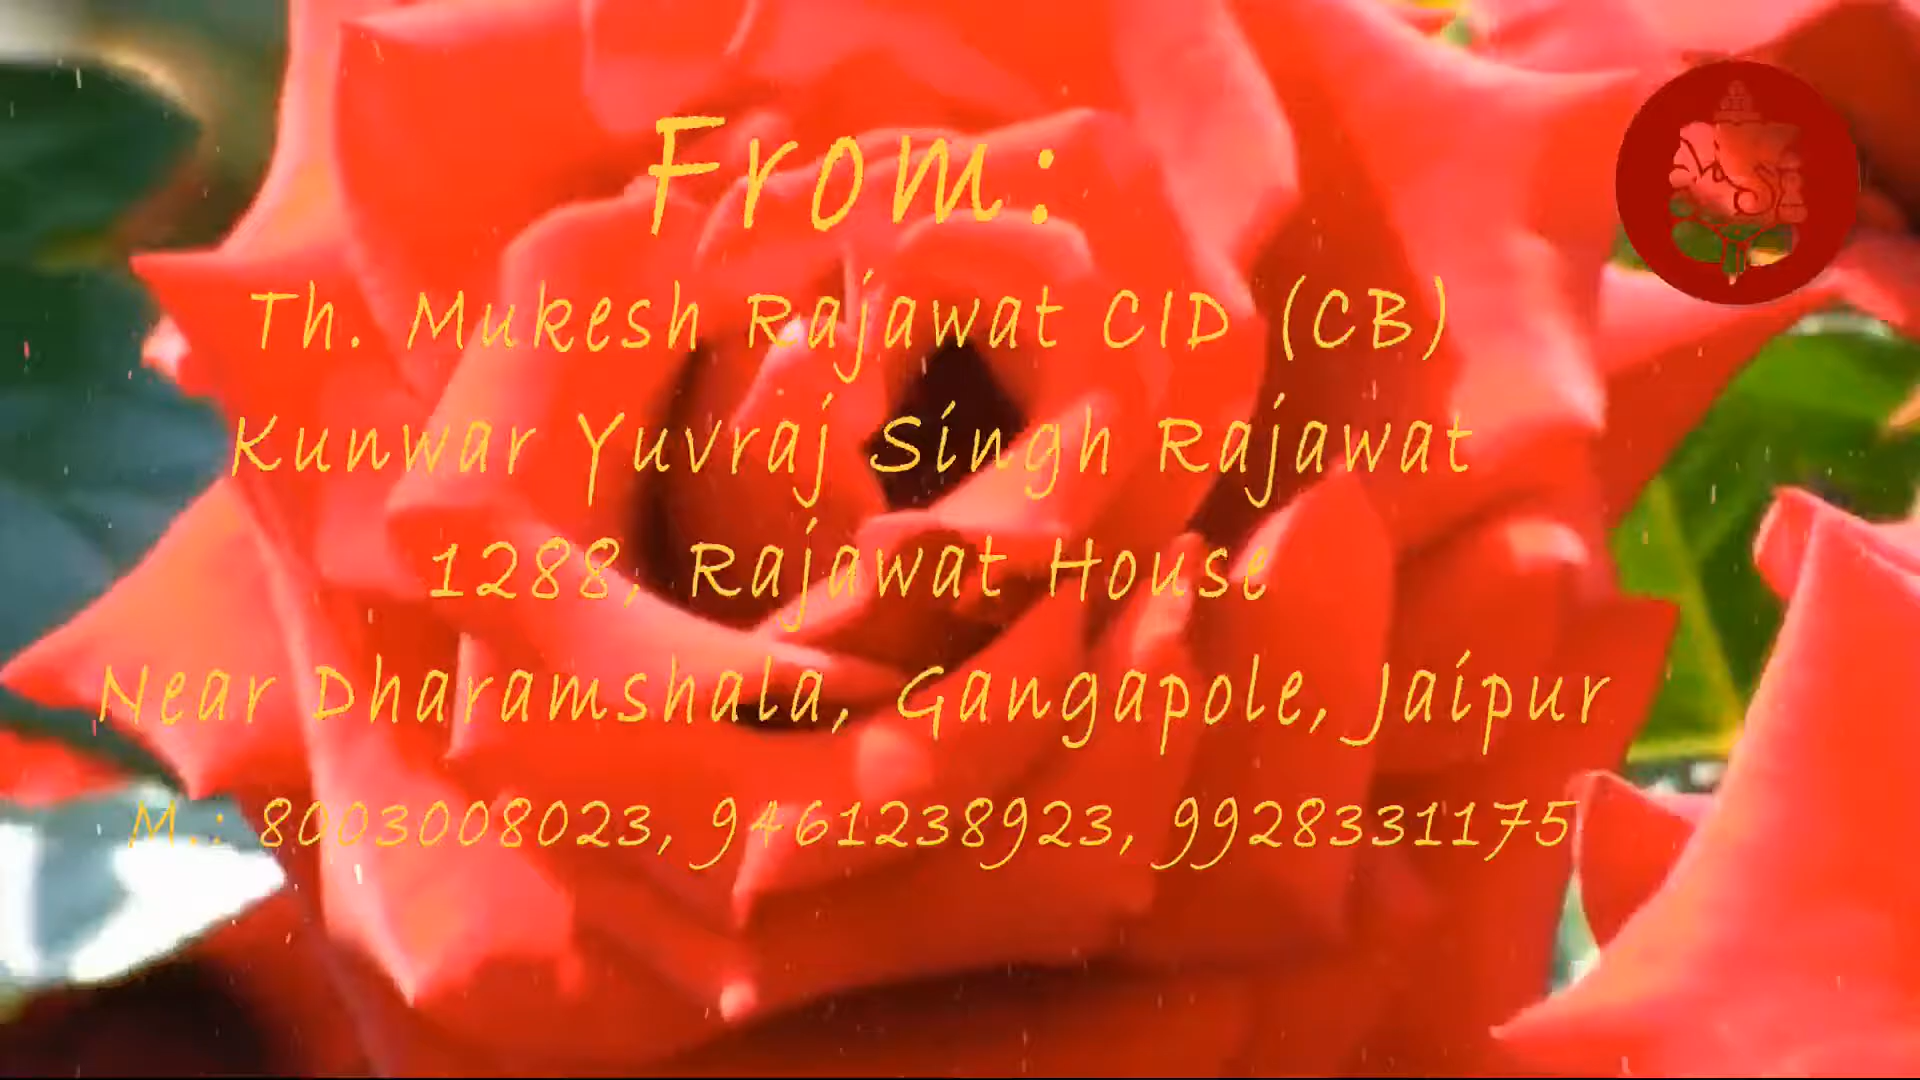 From:
Th. Mukesh Rajawat CID (CB)
Kunwar Yuvraj Singh Rajawat
1288, Rajawat House
Near Dharamshala, Gangapole, Jaipur
M.: 8003008023, 9461238923, 9928331175